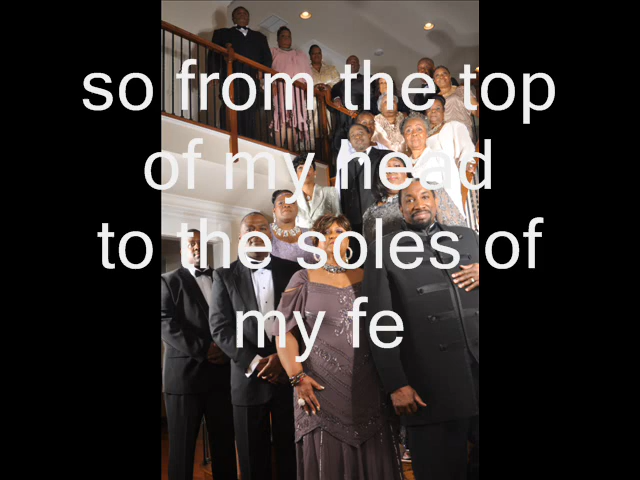 so from the top
of my head
to the soles of
my fe